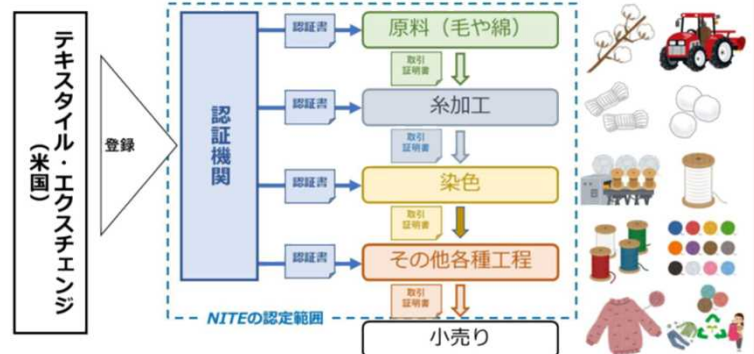 テキスタイル・エクスチェンジ
（米国）
登録
認証機関
認証書
原料（毛や綿）
取引
証明書
認証書
糸加工
取引
証明書
認証書
染色
取引
証明書
認証書
その他各種工程
取引
証明書
NITEの認定範囲
小売り